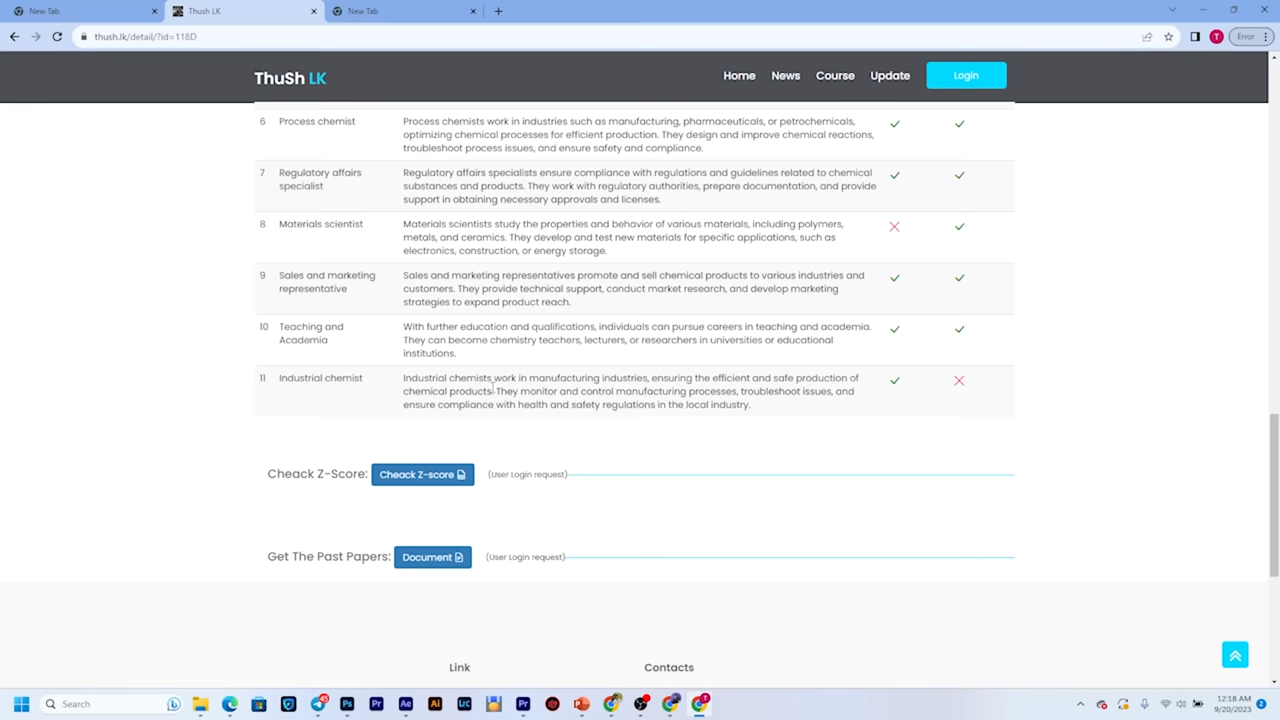 New Tab
Thush LK
New Tab
thush.lk/detail/?id=118D
T
Error
ThuSh LK
Home
News
Course
Update
Login
6
Process chemist
Process chemists work in industries such as manufacturing, pharmaceuticals, or petrochemicals,
optimizing chemical processes for efficient production. They design and improve chemical reactions,
troubleshoot process issues, and ensure safety and compliance.
7
Regulatory affairs
specialist
Regulatory affairs specialists ensure compliance with regulations and guidelines related to chemical
substances and products. They work with regulatory authorities, prepare documentation, and provide
support in obtaining necessary approvals and licenses.
8
Materials scientist
Materials scientists study the properties and behavior of various materials, including polymers,
metals, and ceramics. They develop and test new materials for specific applications, such as
electronics, construction, or energy storage.
9
Sales and marketing
representative
Sales and marketing representatives promote and sell chemical products to various industries and
customers. They provide technical support, conduct market research, and develop marketing
strategies to expand product reach.
10
Teaching and
Academia
With further education and qualifications, individuals can pursue careers in teaching and academia.
They can become chemistry teachers, lecturers, or researchers in universities or educational
institutions.
11
Industrial chemist
Industrial chemists work in manufacturing industries, ensuring the efficient and safe production of
chemical products. They monitor and control manufacturing processes, troubleshoot issues, and
ensure compliance with health and safety regulations in the local industry.
Cheack Z-Score:
Cheack Z-score
(User Login request)
Get The Past Papers:
Document
(User Login request)
Link
Contacts
Search
45
Ps
Pr
Ae
Ai
LrC
Pr
12:18 AM
9/20/2023
2